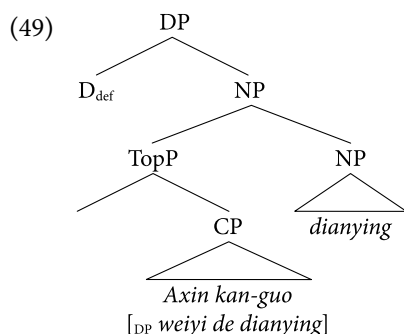 (49) DP
D_def NP
TopP NP
CP dianying
Axin kan-guo
[DP weiyi de dianying]